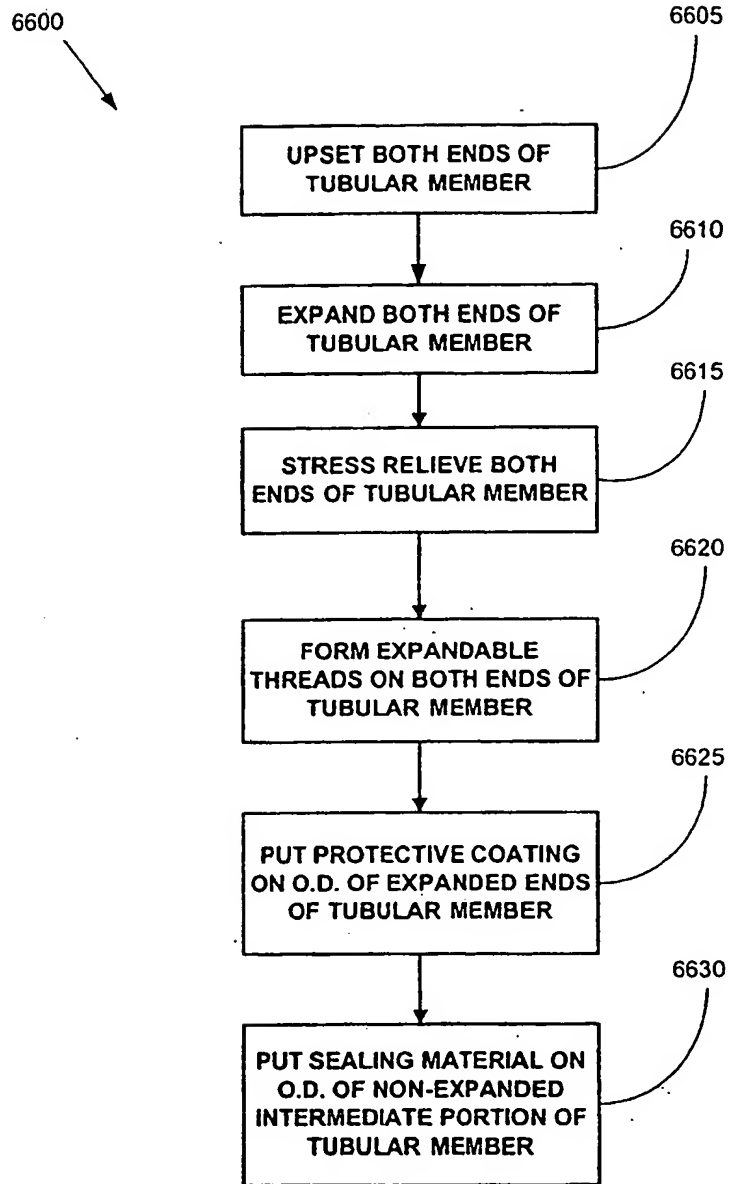 6600
6605
UPSET BOTH ENDS OF
TUBULAR MEMBER
6610
EXPAND BOTH ENDS OF
TUBULAR MEMBER
6615
STRESS RELIEVE BOTH
ENDS OF TUBULAR MEMBER
6620
FORM EXPANDABLE
THREADS ON BOTH ENDS OF
TUBULAR MEMBER
6625
PUT PROTECTIVE COATING
ON O.D. OF EXPANDED ENDS
OF TUBULAR MEMBER
6630
PUT SEALING MATERIAL ON
O.D. OF NON-EXPANDED
INTERMEDIATE PORTION OF
TUBULAR MEMBER